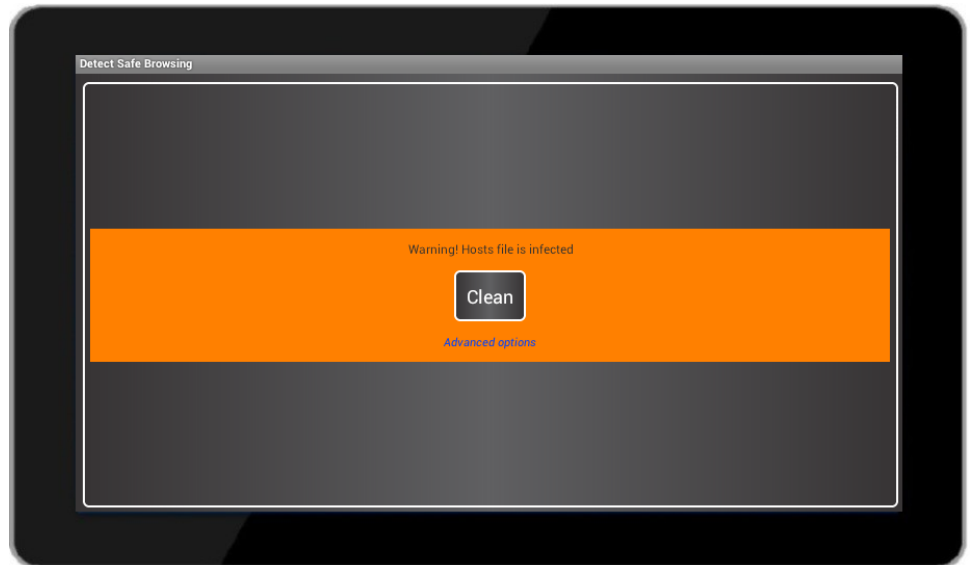 Detect Safe Browsing
Warning! Hosts file is infected
Clean
Advanced options